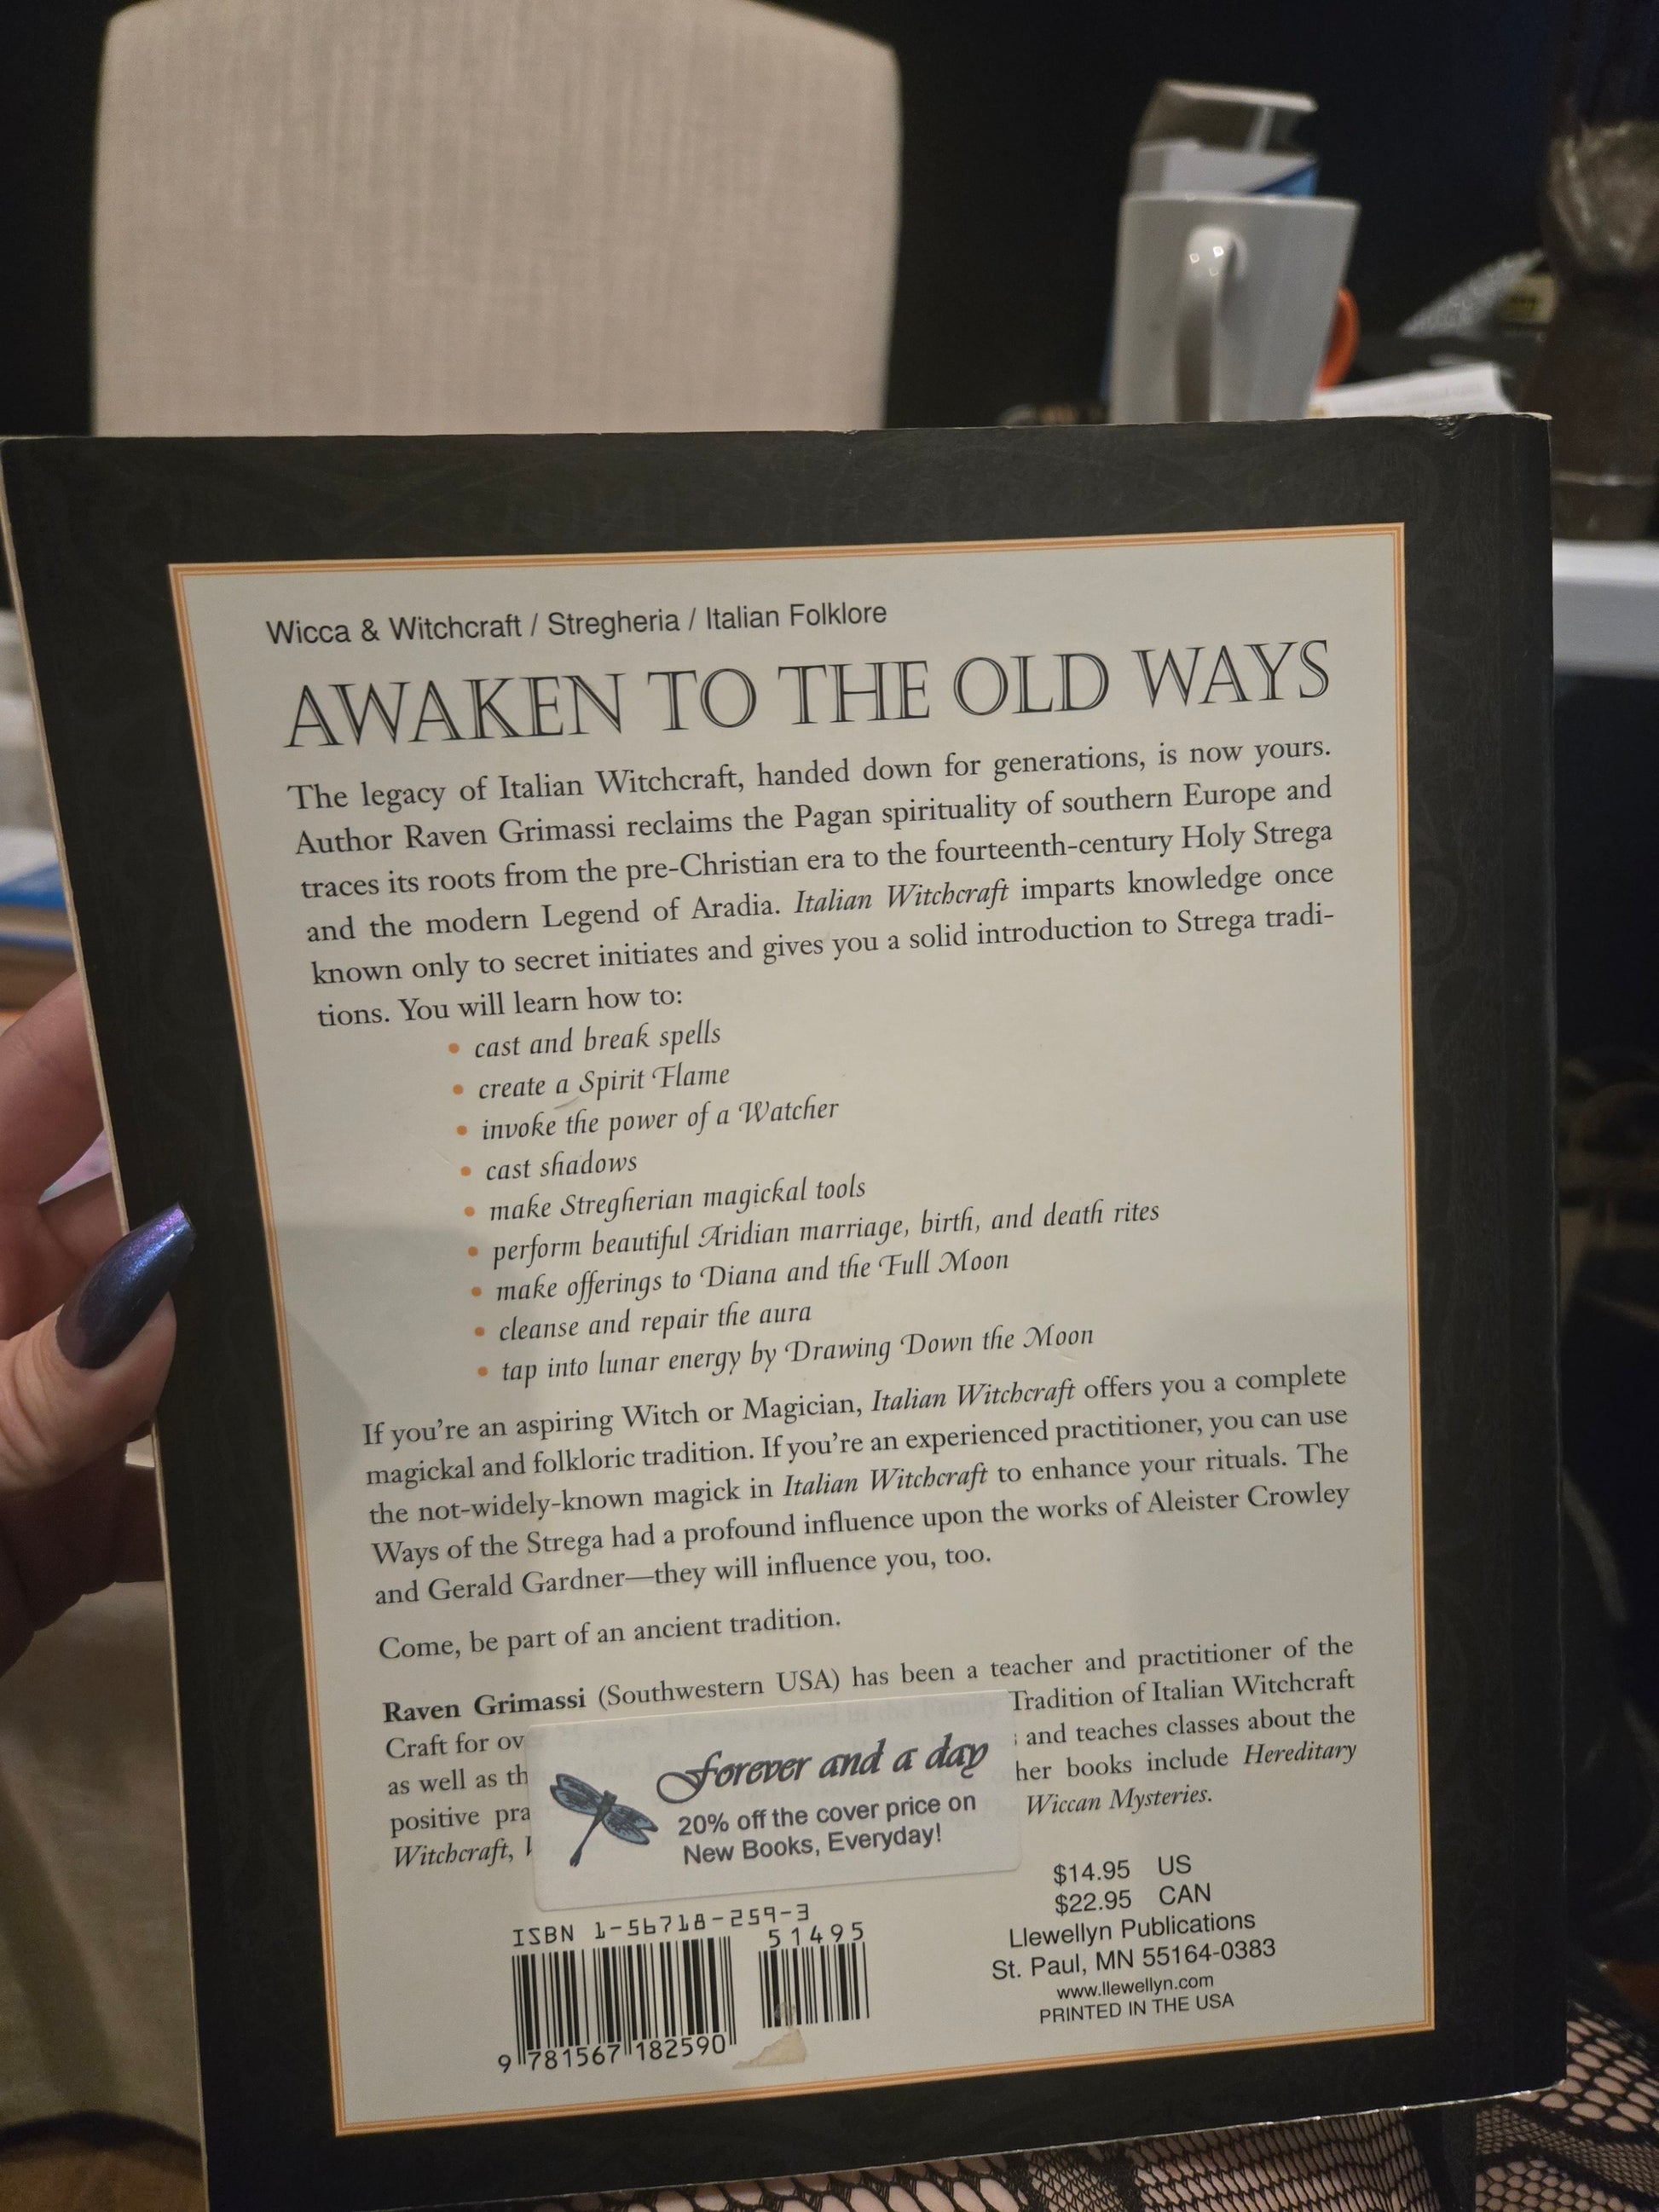 Wicca & Witchcraft / Stregheria / Italian Folklore
AWAKEN TO THE OLD WAYS
The legacy of Italian Witchcraft, handed down for generations, is now yours.
Author Raven Grimassi reclaims the Pagan spirituality of southern Europe and
traces its roots from the pre-Christian era to the fourteenth-century Holy Strega
and the modern Legend of Aradia. Italian Witchcraft imparts knowledge once
known only to secret initiates and gives you a solid introduction to Strega tradi-
tions. You will learn how to:
• cast and break spells
• create a Spirit Flame
• invoke the power of a Watcher
• cast shadows
• make Stregherian magickal tools
• perform beautiful Aridian marriage, birth, and death rites
• make offerings to Diana and the Full Moon
• cleanse and repair the aura
• tap into lunar energy by Drawing Down the Moon
If you're an aspiring Witch or Magician, Italian Witchcraft offers you a complete
magickal and folkloric tradition. If you're an experienced practitioner, you can use
the not-widely-known magick in Italian Witchcraft to enhance your rituals. The
Ways of the Strega had a profound influence upon the works of Aleister Crowley
and Gerald Gardner—they will influence you, too.
Come, be part of an ancient tradition.
Raven Grimassi (Southwestern USA) has been a teacher and practitioner of the
Craft for ov Tradition of Italian Witchcraft
as well as th and teaches classes about the
positive pra her books include Hereditary
Witchcraft, Wiccan Mysteries.
Forever and a day
20% off the cover price on
New Books, Everyday!
ISBN 1-56718-259-3
51495
9 781567 182590
$14.95 US
$22.95 CAN
Llewellyn Publications
St. Paul, MN 55164-0383
www.llewellyn.com
PRINTED IN THE USA